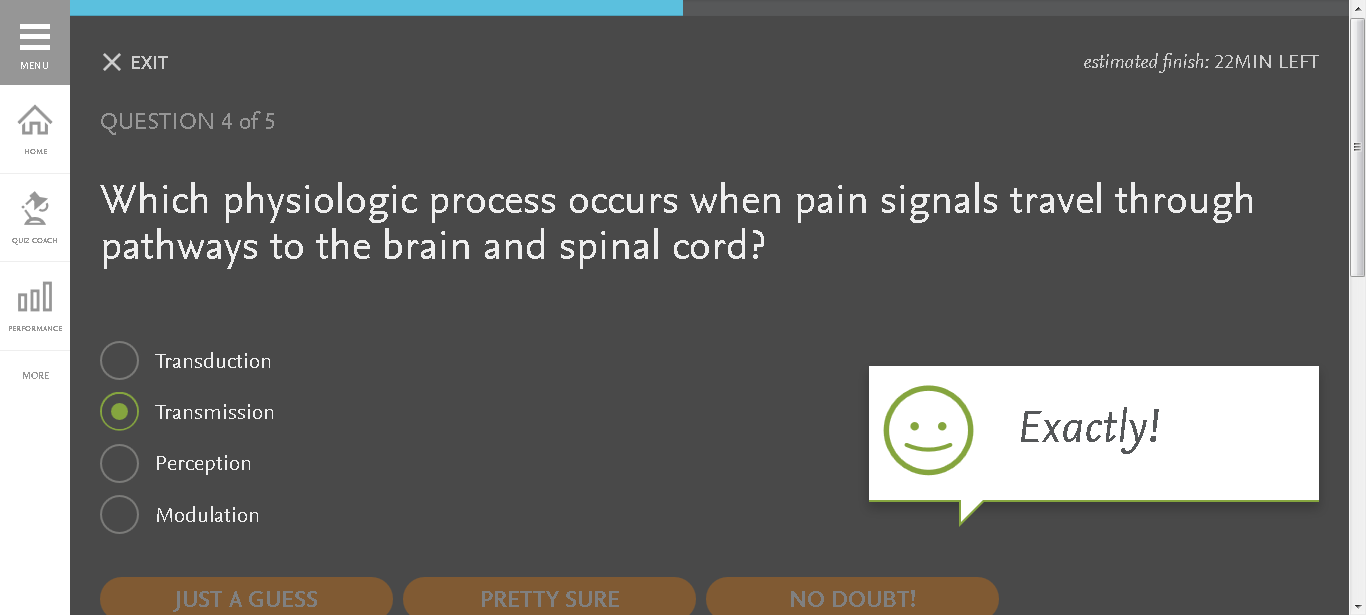 MENU
HOME
QUIZ COACH
PERFORMANCE
MORE
EXIT
estimated finish: 22MIN LEFT
QUESTION 4 of 5
Which physiologic process occurs when pain signals travel through
pathways to the brain and spinal cord?
Transduction
Transmission
Perception
Modulation
Exactly!
JUST A GUESS
PRETTY SURE
NO DOUBT!